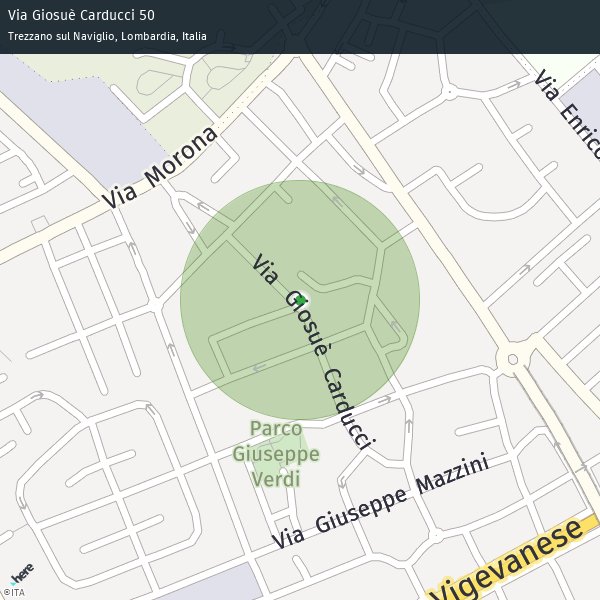 Via Giosuè Carducci 50
Trezzano sul Naviglio, Lombardia, Italia
Via Enrico
Via Morona
Via Giosuè Carducci
Parco
Giuseppe
Verdi
Via Giuseppe Mazzini
Vigevanese
here
©ITA